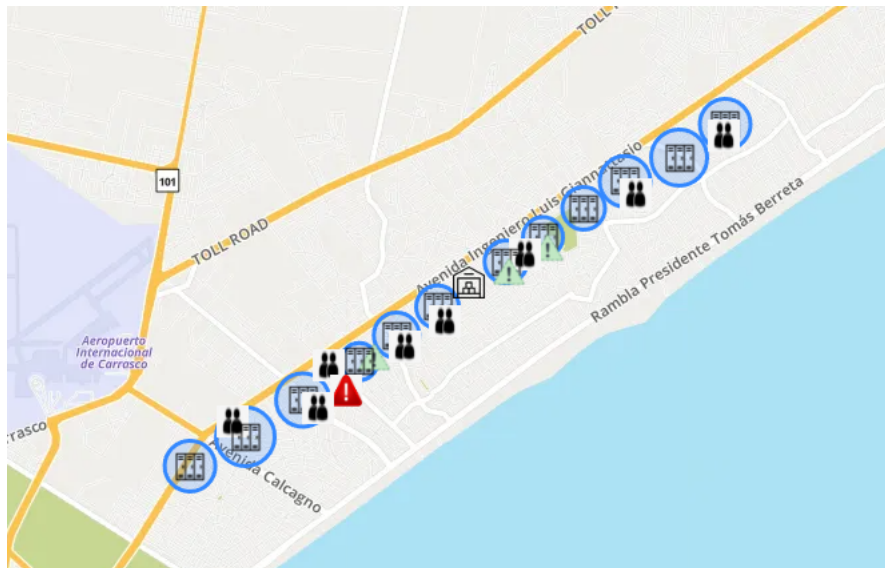 TOLL R
101
TOLL ROAD
Avenida Ingeniero Luis Giannattasio
Rambla Presidente Tomás Berreta
Aeropuerto
Internacional
de Carrasco
rrasco
Avenida Calcagno